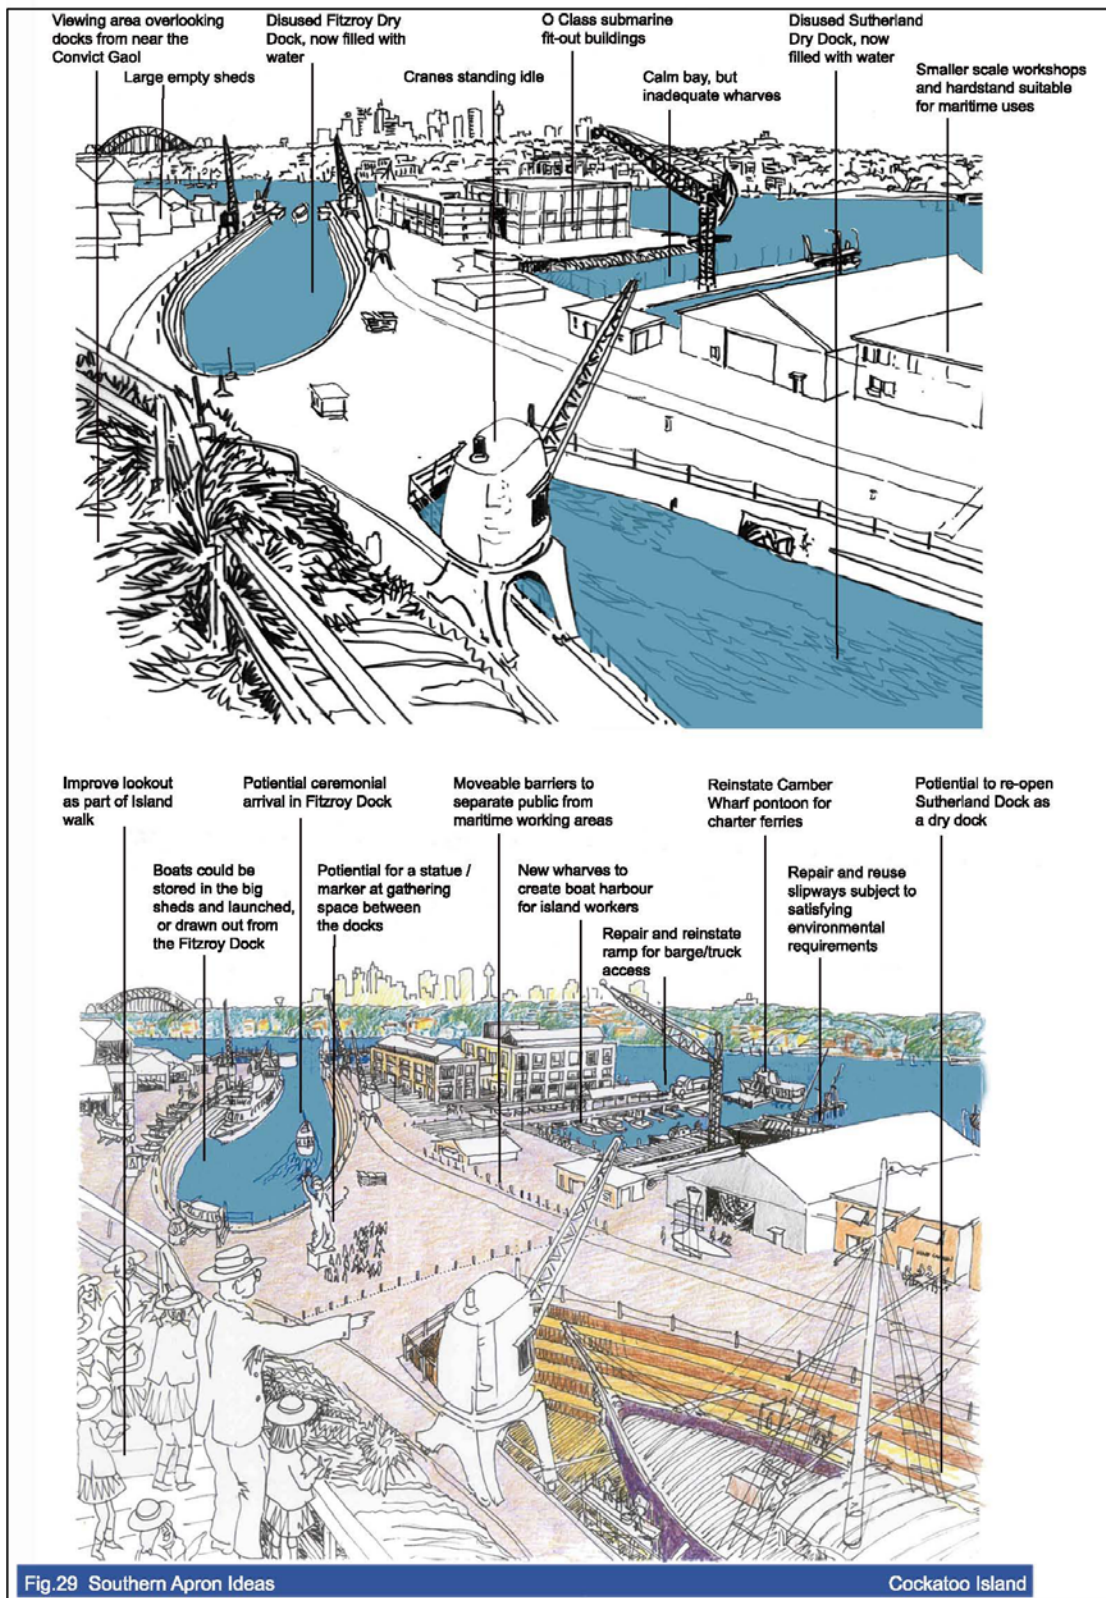 Viewing area overlooking
docks from near the
Convict Gaol
Large empty sheds
Disused Fitzroy Dry
Dock, now filled with
water
Cranes standing idle
O Class submarine
fit-out buildings
Calm bay, but
inadequate wharves
Disused Sutherland
Dry Dock, now
filled with water
Smaller scale workshops
and hardstand suitable
for maritime uses
Improve lookout
as part of Island
walk
Boats could be
stored in the big
sheds and launched,
or drawn out from
the Fitzroy Dock
Potiential ceremonial
arrival in Fitzroy Dock
Potential for a statue /
marker at gathering
space between
the docks
Moveable barriers to
separate public from
maritime working areas
New wharves to
create boat harbour
for island workers
Repair and reinstate
ramp for barge/truck
access
Reinstate Camber
Wharf pontoon for
charter ferries
Repair and reuse
slipways subject to
satisfying
environmental
requirements
Potiential to re-open
Sutherland Dock as
a dry dock
Fig.29 Southern Apron Ideas
Cockatoo Island